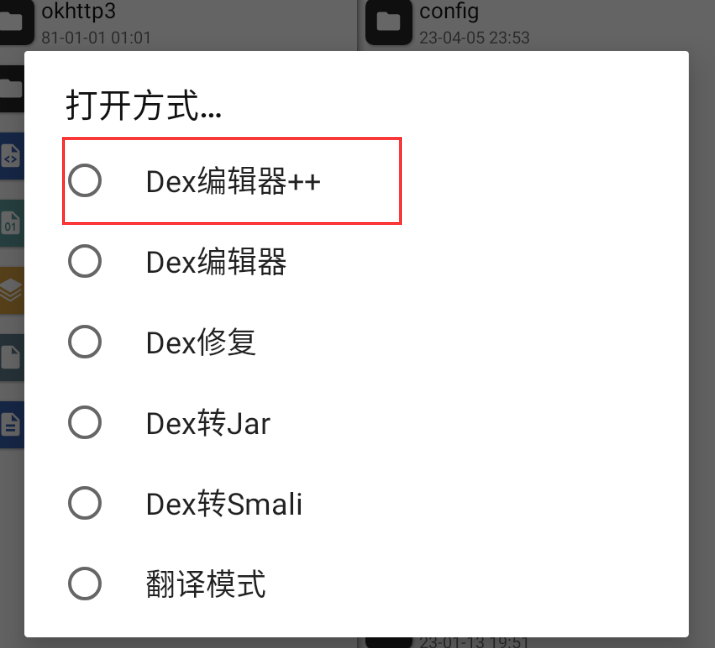 okhttp3
81-01-01 01:01
config
23-04-05 23:53
打开方式...
Dex编辑器++
Dex编辑器
Dex修复
Dex转Jar
Dex转Smali
翻译模式
01
23-01-13 19:51